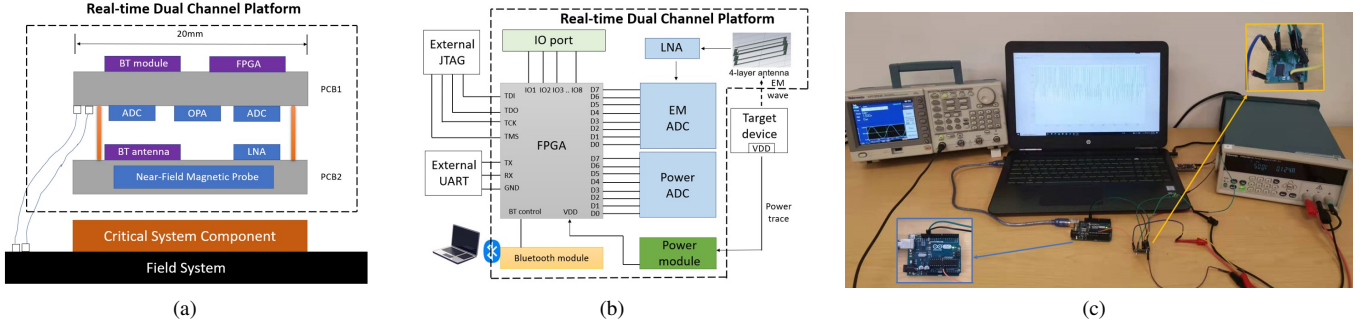 Real-time Dual Channel Platform
20mm
BT module
FPGA
PCB1
ADC
OPA
ADC
BT antenna
LNA
Near-Field Magnetic Probe
PCB2
Critical System Component
Field System
(a)
Real-time Dual Channel Platform
External
JTAG
IO port
LNA
4-layer antenna
EM
wave
IO1 IO2 IO3 .. IO8
TDI
TDO
TCK
TMS
FPGA
D7
D6
D5
D4
D3
D2
D1
D0
EM
ADC
Target
device
VDD
External
UART
TX
RX
GND
D7
D6
D5
D4
D3
D2
D1
D0
Power
ADC
Power
trace
BT control
VDD
Bluetooth module
Power
module
(b)
(c)